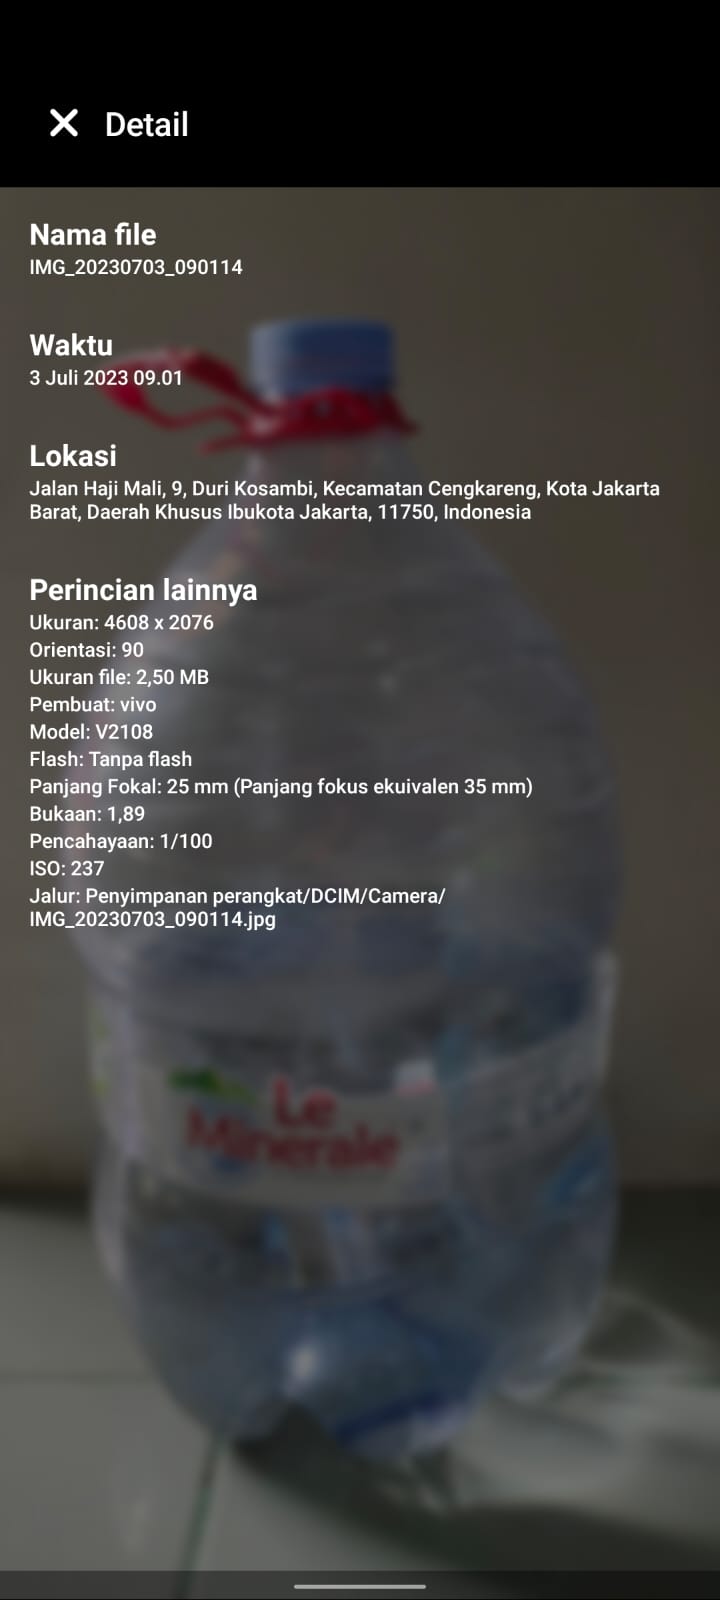 Detail
Nama file
IMG_20230703_090114
Waktu
3 Juli 2023 09.01
Lokasi
Jalan Haji Mali, 9, Duri Kosambi, Kecamatan Cengkareng, Kota Jakarta
Barat, Daerah Khusus Ibukota Jakarta, 11750, Indonesia
Perincian lainnya
Ukuran: 4608 x 2076
Orientasi: 90
Ukuran file: 2,50 MB
Pembuat: vivo
Model: V2108
Flash: Tanpa flash
Panjang Fokal: 25 mm (Panjang fokus ekuivalen 35 mm)
Bukaan: 1,89
Pencahayaan: 1/100
ISO: 237
Jalur: Penyimpanan perangkat/DCIM/Camera/
IMG_20230703_090114.jpg
Le
Minerale